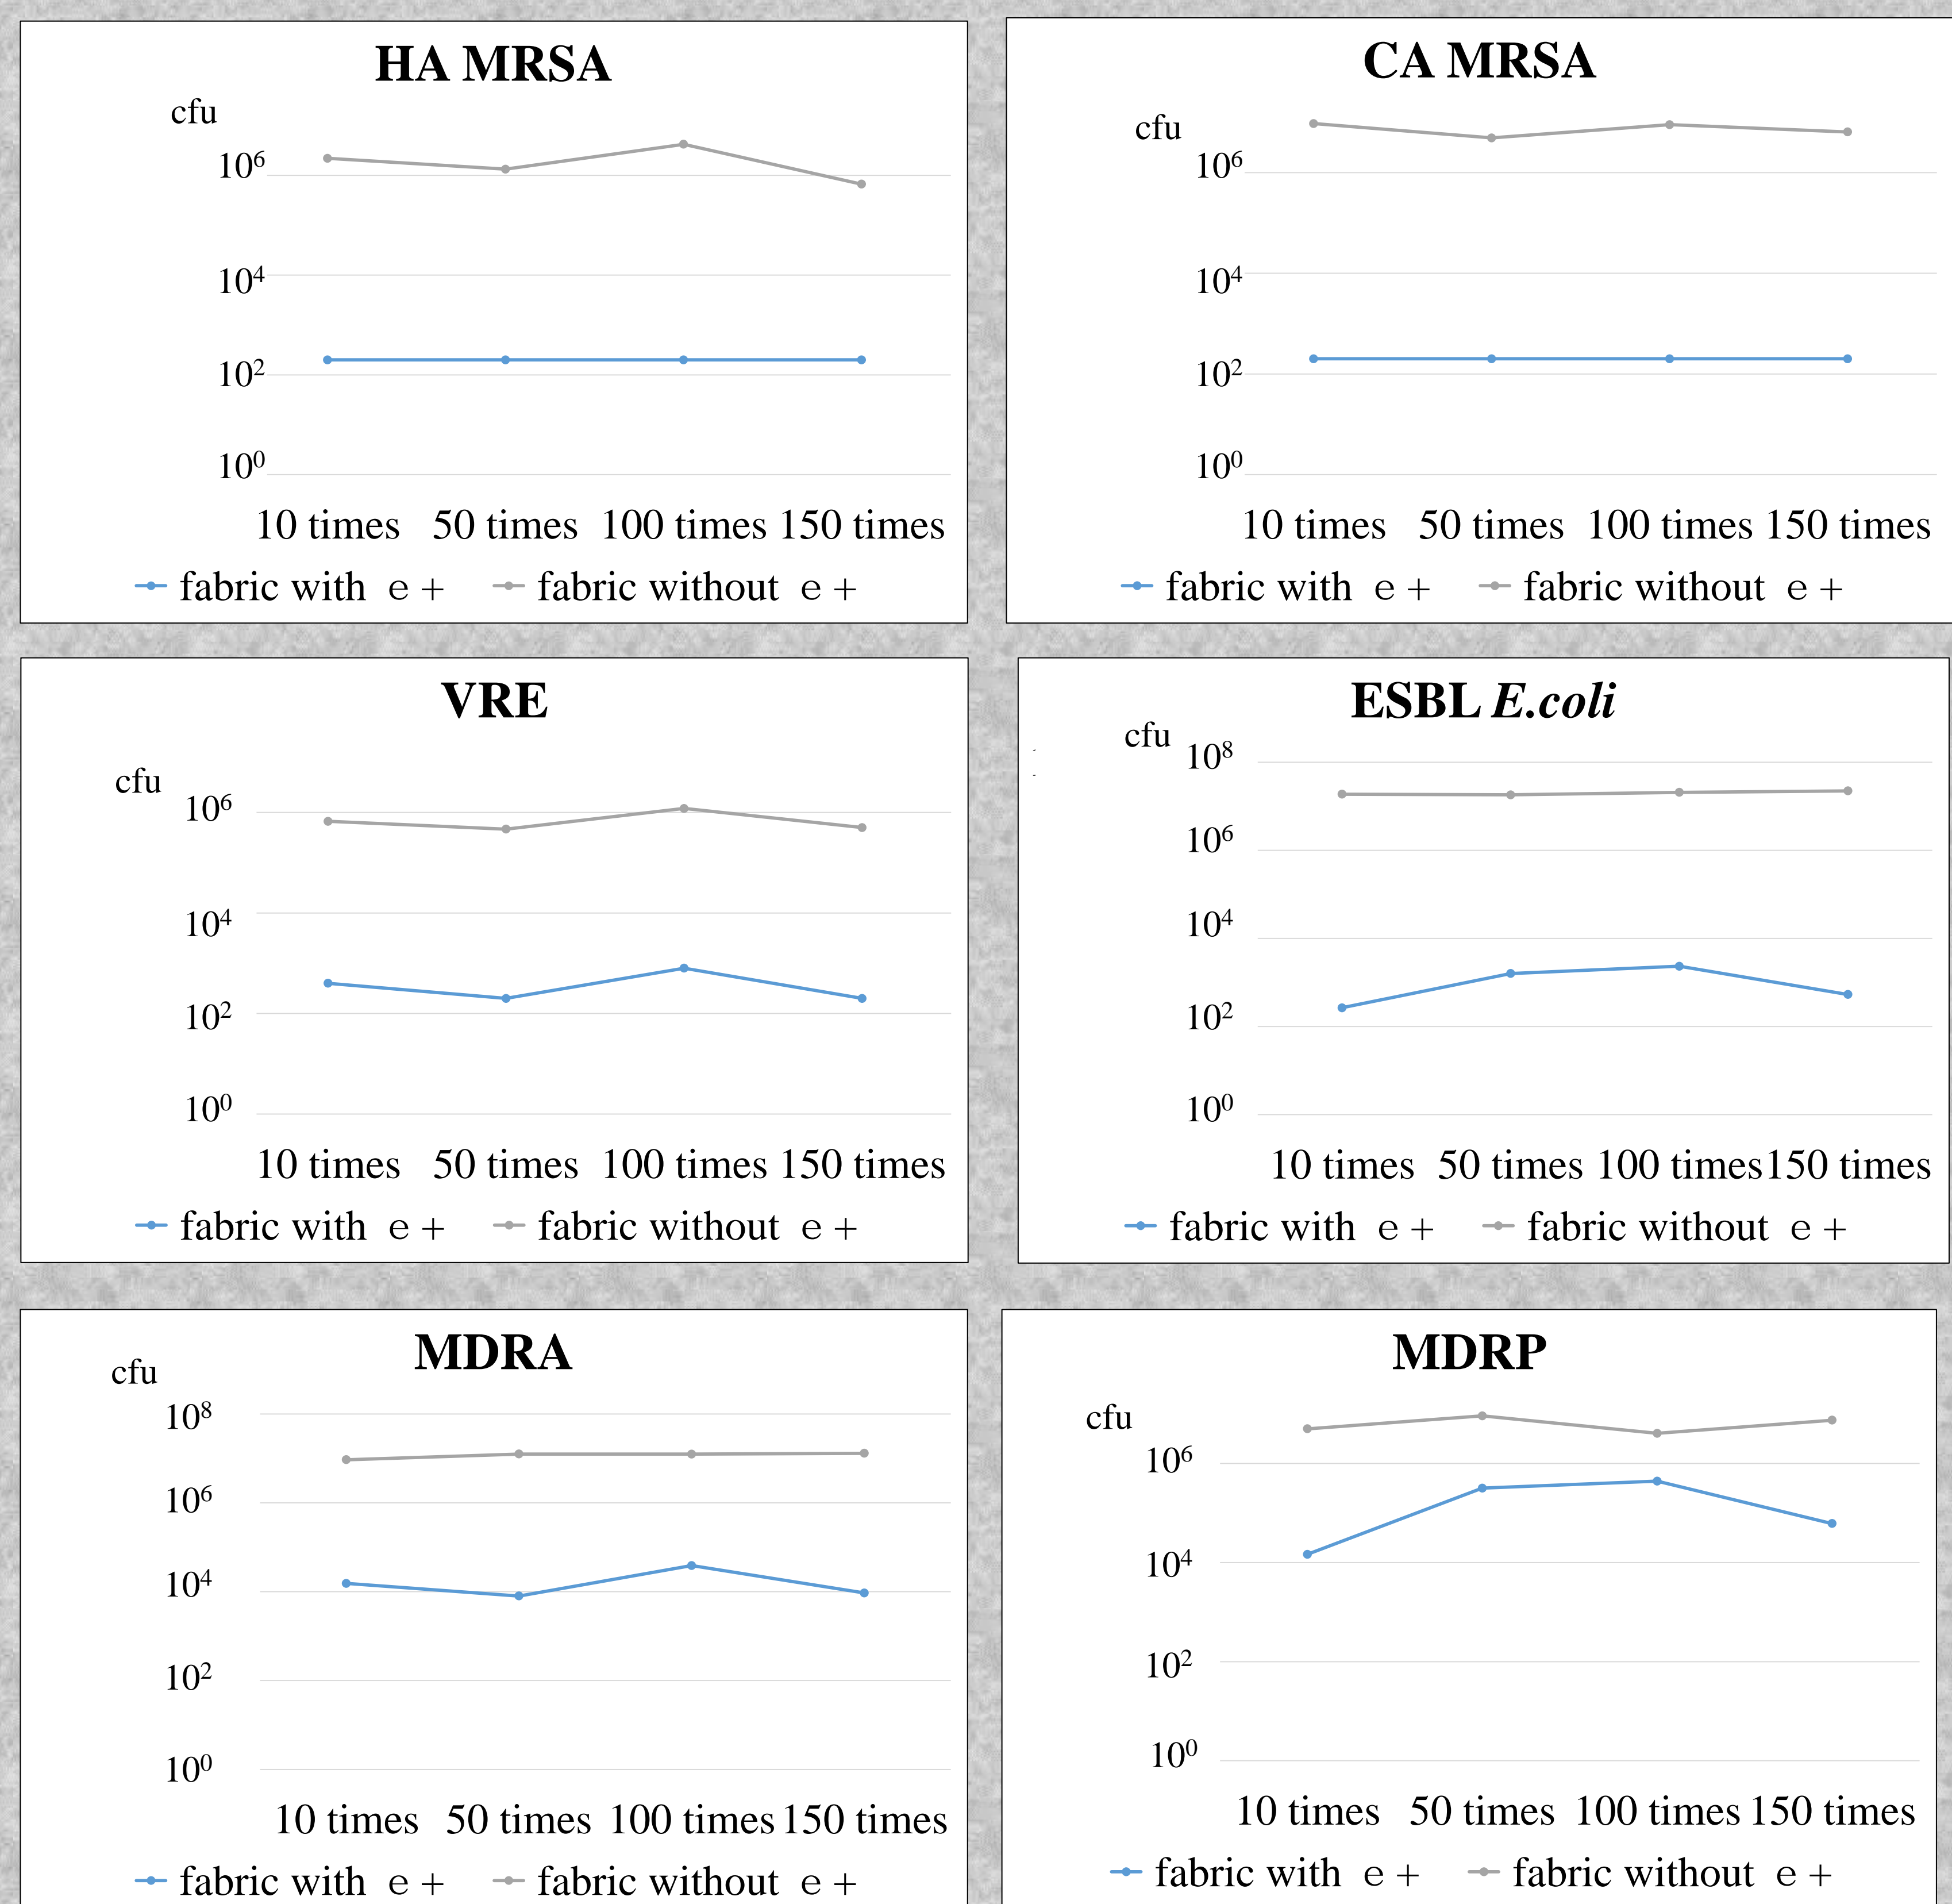 HA MRSA
cfu
10⁶
10⁴
10²
10⁰
10 times 50 times 100 times 150 times
fabric with e + fabric without e +
CA MRSA
cfu
10⁶
10⁴
10²
10⁰
10 times 50 times 100 times 150 times
fabric with e + fabric without e +
VRE
cfu
10⁶
10⁴
10²
10⁰
10 times 50 times 100 times 150 times
fabric with e + fabric without e +
ESBL E.coli
cfu
10⁸
10⁶
10⁴
10²
10⁰
10 times 50 times 100 times 150 times
fabric with e + fabric without e +
MDRA
cfu
10⁸
10⁶
10⁴
10²
10⁰
10 times 50 times 100 times 150 times
fabric with e + fabric without e +
MDRP
cfu
10⁶
10⁴
10²
10⁰
10 times 50 times 100 times 150 times
fabric with e + fabric without e +